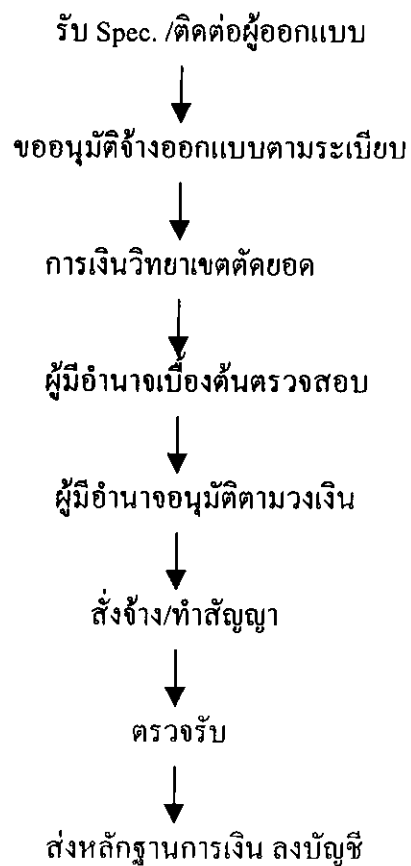 รับ Spec. /ติดต่อผู้ออกแบบ
ขออนุมัติจ้างออกแบบตามระเบียบ
การเงินวิทยาเขตตัดยอด
ผู้มีอำนาจเบื้องต้นตรวจสอบ
ผู้มีอำนาจอนุมัติตามวงเงิน
สั่งจ้าง/ทำสัญญา
ตรวจรับ
ส่งหลักฐานการเงิน ลงบัญชี